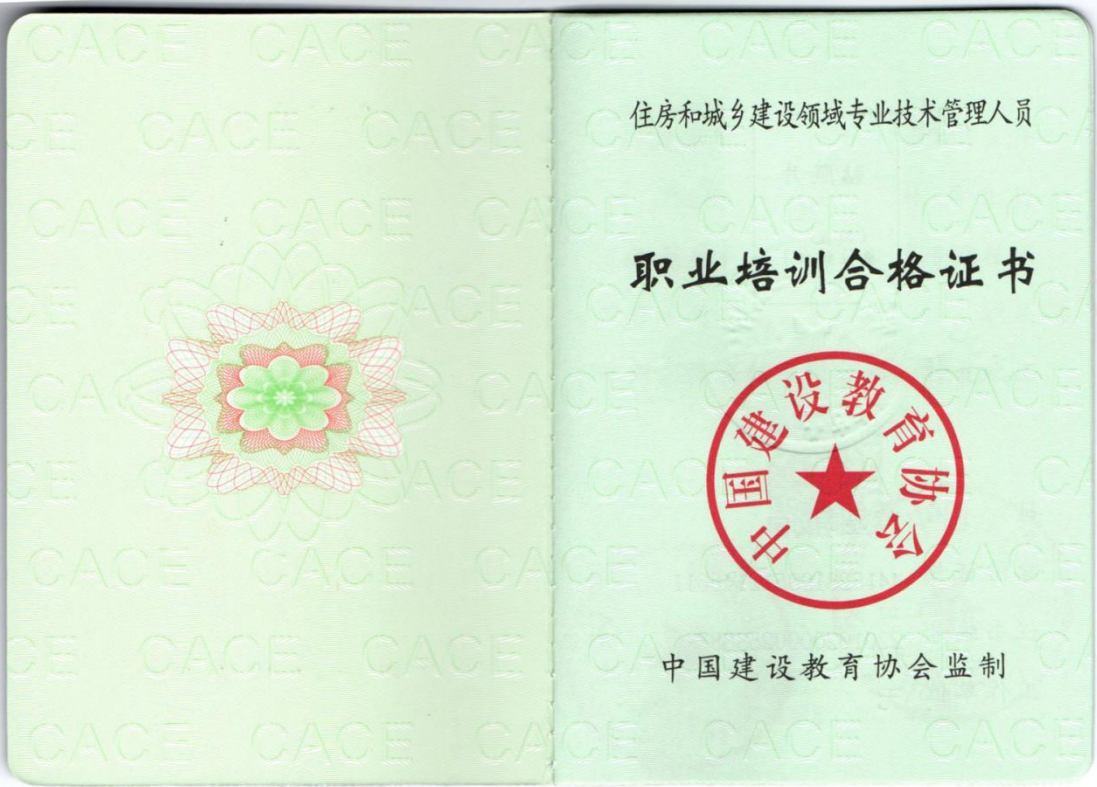 住房和城乡建设领域专业技术管理人员
职业培训合格证书
中国建设教育协会
中国建设教育协会监制
CACE